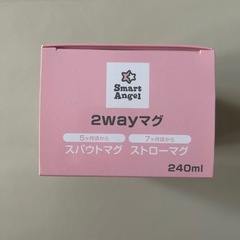 Smart
Angel
2wayマグ
5ヶ月頃から
スパウトマグ
7ヶ月頃から
ストローマグ
240ml